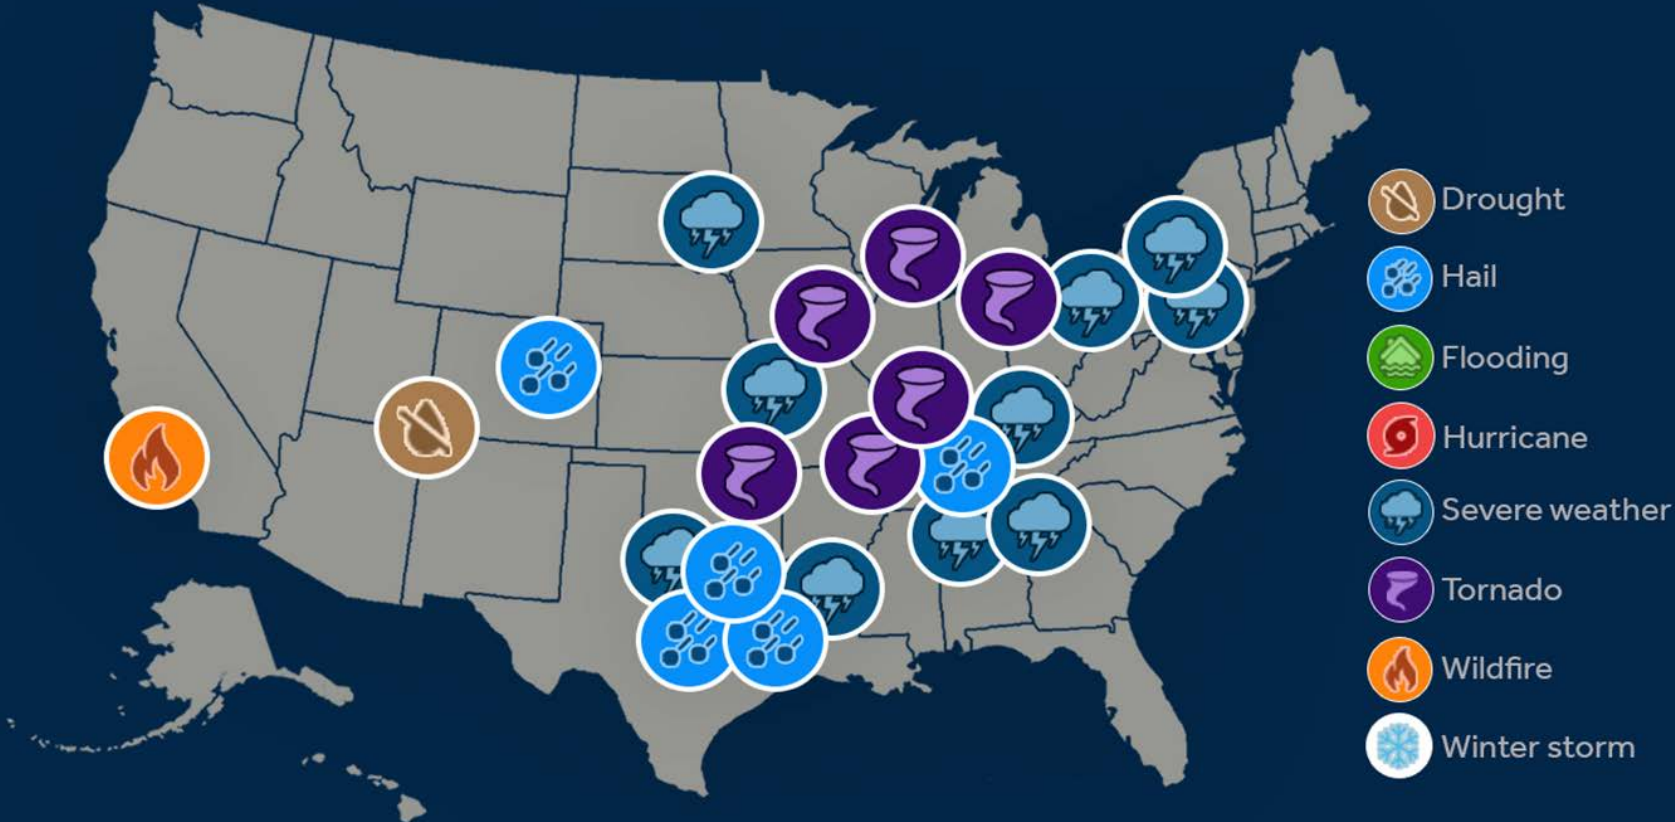 Drought
Hail
Flooding
Hurricane
Severe weather
Tornado
Wildfire
Winter storm